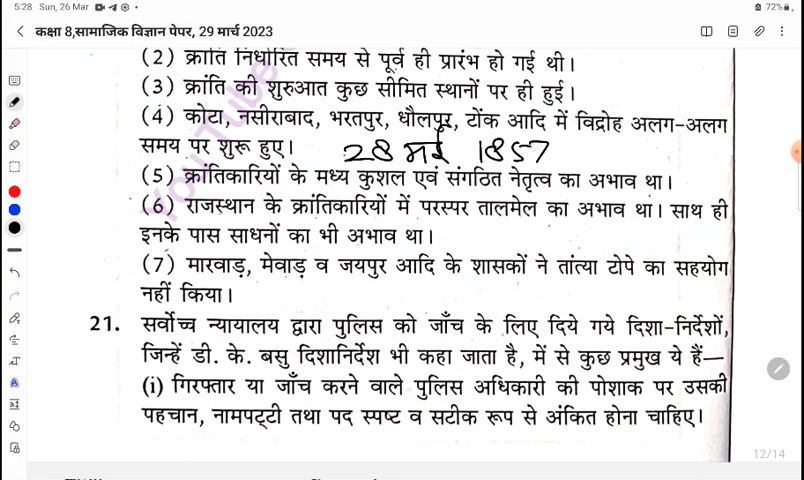 5:28 Sun, 26 Mar
72%
कक्षा 8,सामाजिक विज्ञान पेपर, 29 मार्च 2023
(2) क्रांति निर्धारित समय से पूर्व ही प्रारंभ हो गई थी।
(3) क्रांति की शुरुआत कुछ सीमित स्थानों पर ही हुई।
(4) कोटा, नसीराबाद, भरतपुर, धौलपुर, टोंक आदि में विद्रोह अलग-अलग
समय पर शुरू हुए। 28 मई 1857
(5) क्रांतिकारियों के मध्य कुशल एवं संगठित नेतृत्व का अभाव था।
(6) राजस्थान के क्रांतिकारियों में परस्पर तालमेल का अभाव था। साथ ही
इनके पास साधनों का भी अभाव था।
(7) मारवाड़, मेवाड़ व जयपुर आदि के शासकों ने तांत्या टोपे का सहयोग
नहीं किया।
21. सर्वोच्च न्यायालय द्वारा पुलिस को जाँच के लिए दिये गये दिशा-निर्देशों,
जिन्हें डी. के. बसु दिशानिर्देश भी कहा जाता है, में से कुछ प्रमुख ये हैं—
(i) गिरफ्तार या जाँच करने वाले पुलिस अधिकारी की पोशाक पर उसकी
पहचान, नामपट्टी तथा पद स्पष्ट व सटीक रूप से अंकित होना चाहिए।
12/14
YouTube